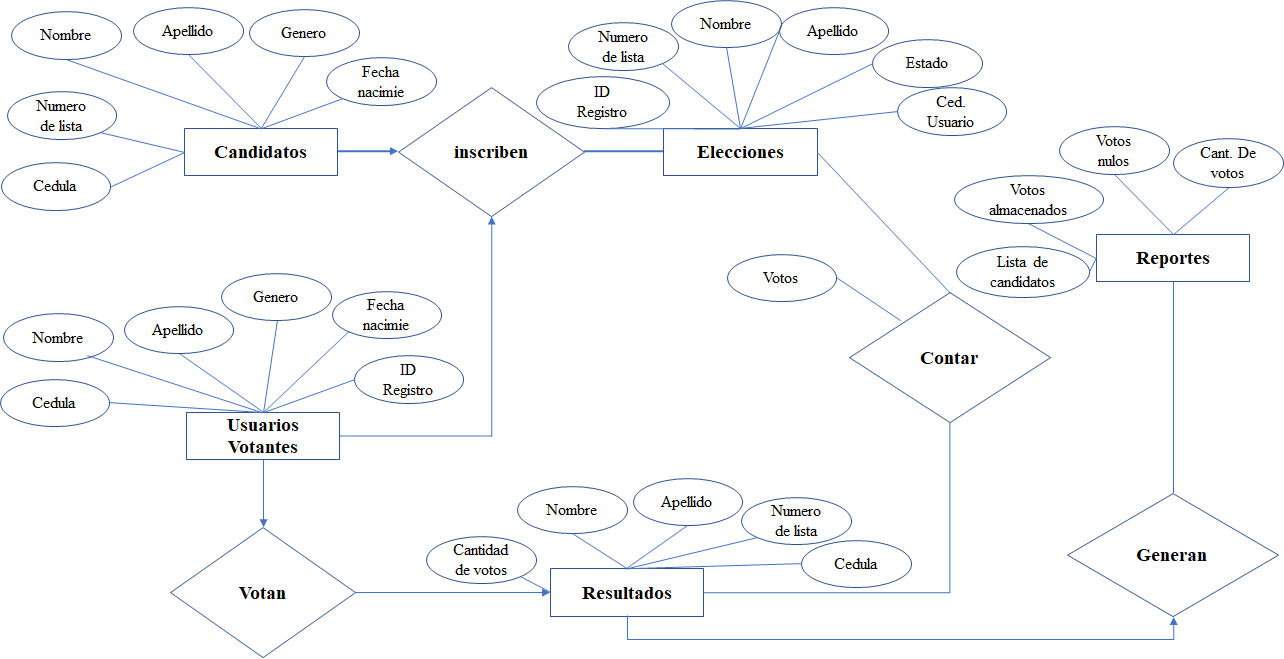 Nombre
Apellido
Genero
Fecha
nacimie
Numero
de lista
Cedula
Candidatos
inscriben
Numero
de lista
Nombre
Apellido
Estado
ID
Registro
Ced.
Usuario
Elecciones
Votos
nulos
Cant. De
votos
Votos
almacenados
Lista de
candidatos
Reportes
Votos
Contar
Nombre
Apellido
Genero
Fecha
nacimie
ID
Registro
Cedula
Usuarios
Votantes
Votan
Nombre
Apellido
Numero
de lista
Cantidad
de votos
Cedula
Resultados
Generan